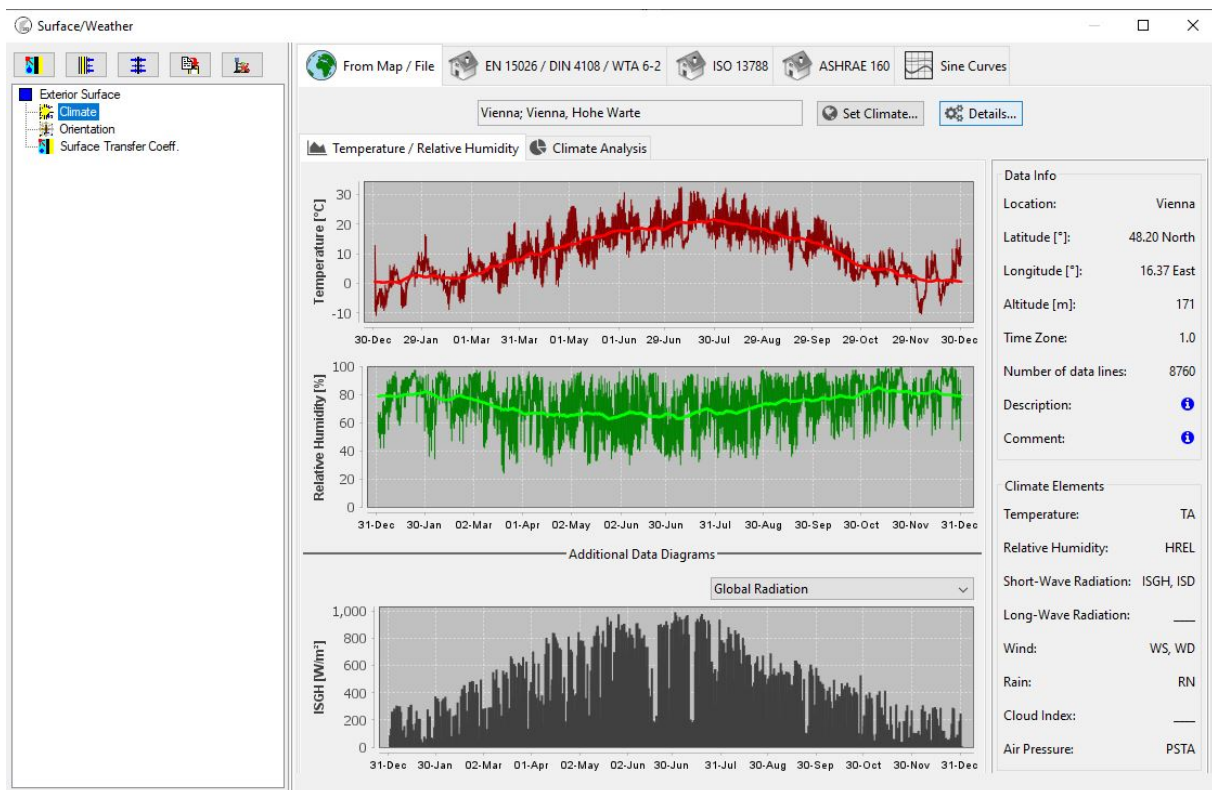 Surface/Weather
Exterior Surface
Climate
Orientation
Surface Transfer Coeff.
From Map / File
EN 15026 / DIN 4108 / WTA 6-2
ISO 13788
ASHRAE 160
Sine Curves
Vienna; Vienna, Hohe Warte
Set Climate...
Details...
Temperature / Relative Humidity
Climate Analysis
Temperature [°C]
30
20
10
0
-10
30-Dec 29-Jan 01-Mar 31-Mar 01-May 01-Jun 29-Jun 30-Jul 29-Aug 29-Sep 29-Oct 29-Nov 30-Dec
Relative Humidity [%]
100
80
60
40
20
0
31-Dec 30-Jan 02-Mar 01-Apr 02-May 02-Jun 30-Jun 31-Jul 30-Aug 30-Sep 30-Oct 30-Nov 31-Dec
Additional Data Diagrams
Global Radiation
ISGH [W/m²]
1,000
800
600
400
200
0
31-Dec 30-Jan 02-Mar 01-Apr 02-May 02-Jun 30-Jun 31-Jul 30-Aug 30-Sep 30-Oct 30-Nov 31-Dec
Data Info
Location: Vienna
Latitude [°]: 48.20 North
Longitude [°]: 16.37 East
Altitude [m]: 171
Time Zone: 1.0
Number of data lines: 8760
Description:
Comment:
Climate Elements
Temperature: TA
Relative Humidity: HREL
Short-Wave Radiation: ISGH, ISD
Long-Wave Radiation: ___
Wind: WS, WD
Rain: RN
Cloud Index: ___
Air Pressure: PSTA